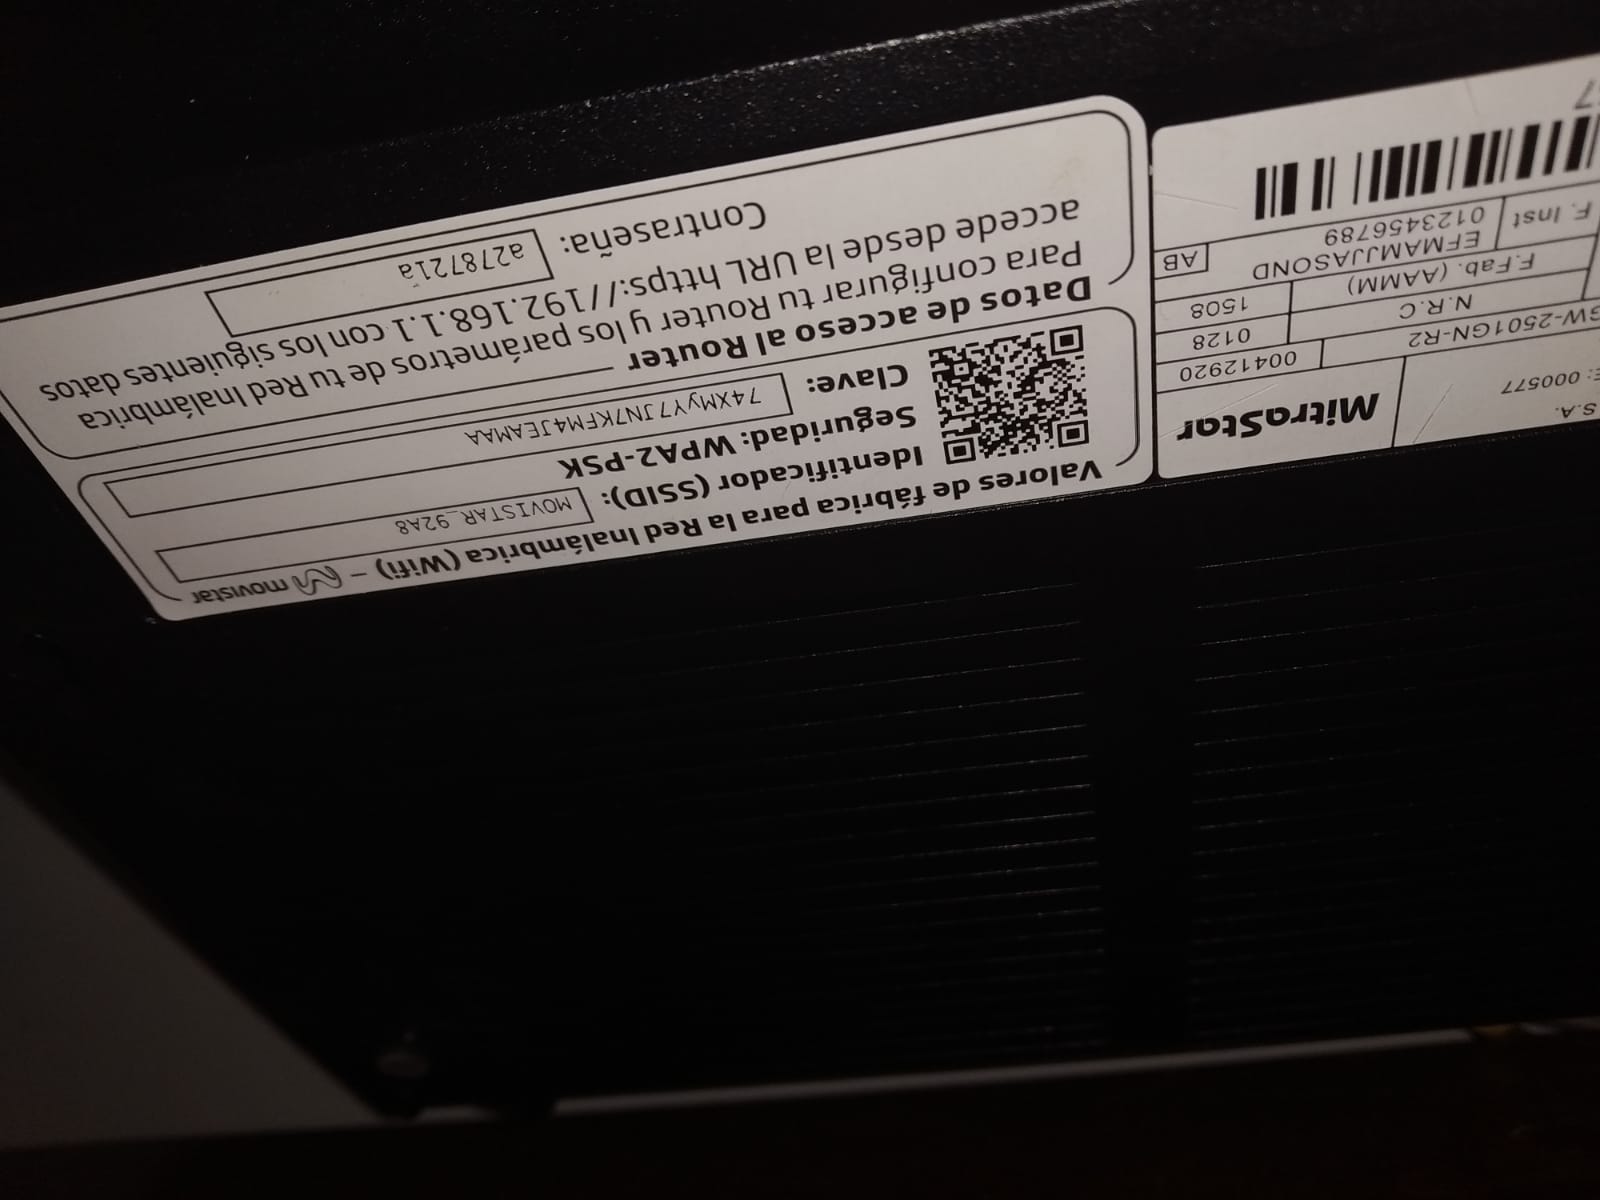 S.A.
E: 000577
MitraStar
GW-2501GN-R2
00412920
N.R.C
0128
F.Fab. (AAMM)
1508
F. Inst
EFMAMJJASOND
0123456789
AB
57
Valores de fábrica para la Red Inalámbrica (Wifi) - movistar
Identificador (SSID): MOVISTAR_92A8
Seguridad: WPA2-PSK
Clave: 74XMyY7JN7KFM4JEAMAA
Datos de acceso al Router
Para configurar tu Router y los parámetros de tu Red Inalámbrica
accede desde la URL https://192.168.1.1 con los siguientes datos
Contraseña: a278721a